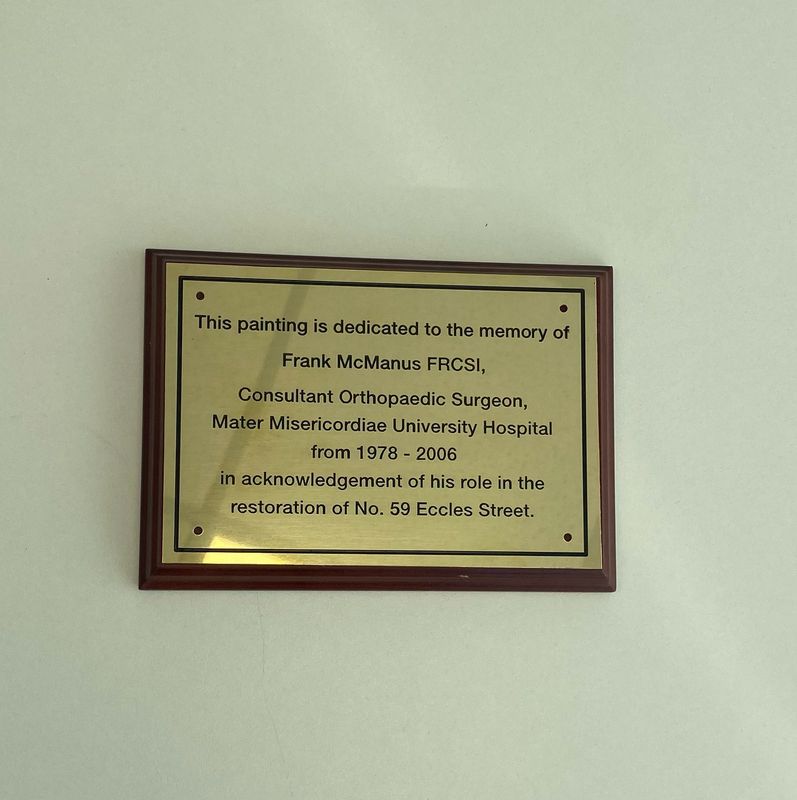 This painting is dedicated to the memory of
Frank McManus FRCSI,
Consultant Orthopaedic Surgeon,
Mater Misericordiae University Hospital
from 1978 - 2006
in acknowledgement of his role in the
restoration of No. 59 Eccles Street.